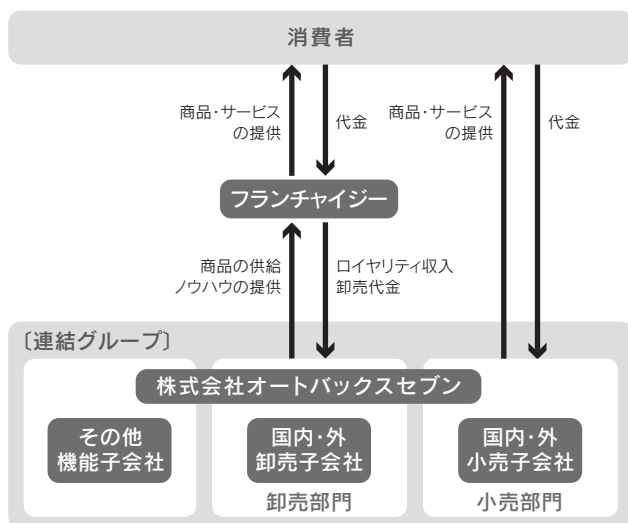 消費者
商品・サービス
の提供
代金
商品・サービス
の提供
代金
フランチャイジー
商品の供給
ノウハウの提供
ロイヤリティ収入
卸売代金
〔連結グループ〕
株式会社オートバックスセブン
その他
機能子会社
国内・外
卸売子会社
国内・外
小売子会社
卸売部門
小売部門